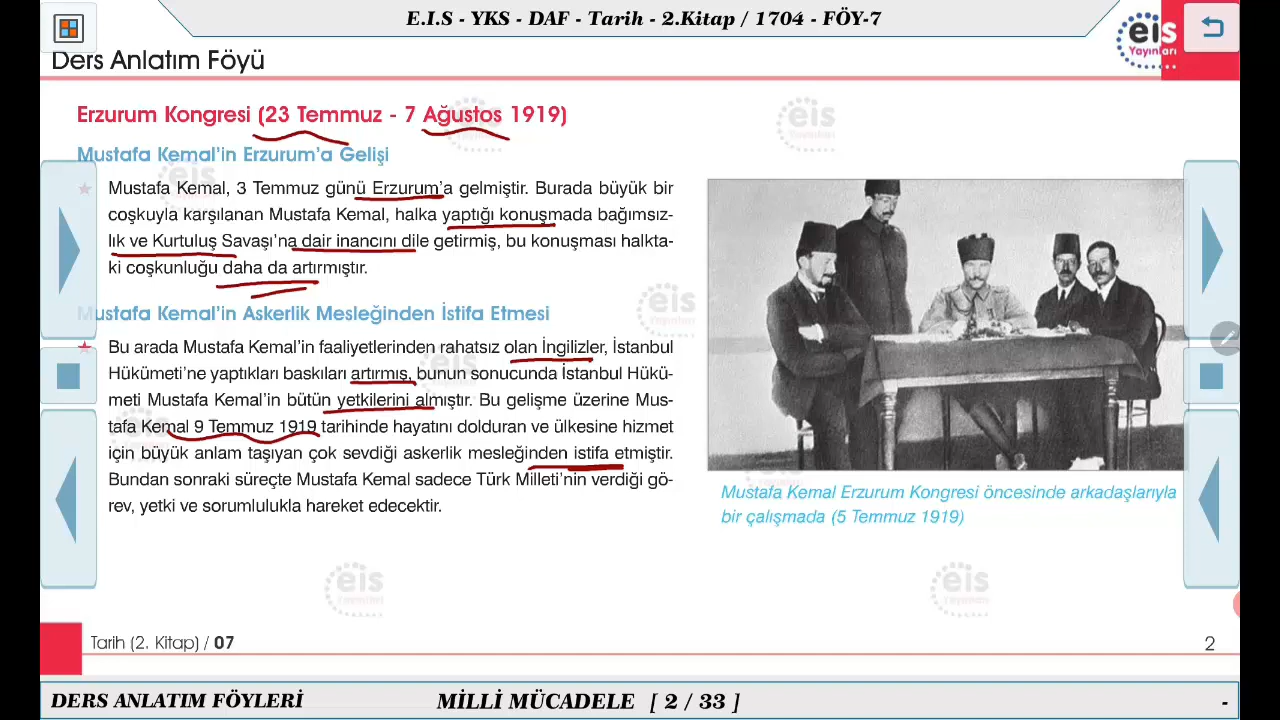 E.I.S - YKS - DAF - Tarih - 2.Kitap / 1704 - FÖY-7
eis
Yayınları
Ders Anlatım Föyü
Erzurum Kongresi (23 Temmuz - 7 Ağustos 1919)
Mustafa Kemal'in Erzurum'a Gelişi
Mustafa Kemal, 3 Temmuz günü Erzurum'a gelmiştir. Burada büyük bir
coşkuyla karşılanan Mustafa Kemal, halka yaptığı konuşmada bağımsız-
lık ve Kurtuluş Savaşı'na dair inancını dile getirmiş, bu konuşması halkta-
ki coşkunluğu daha da artırmıştır.
Mustafa Kemal'in Askerlik Mesleğinden İstifa Etmesi
Bu arada Mustafa Kemal'in faaliyetlerinden rahatsız olan İngilizler, İstanbul
Hükümeti'ne yaptıkları baskıları artırmış, bunun sonucunda İstanbul Hükü-
meti Mustafa Kemal'in bütün yetkilerini almıştır. Bu gelişme üzerine Mus-
tafa Kemal 9 Temmuz 1919 tarihinde hayatını dolduran ve ülkesine hizmet
için büyük anlam taşıyan çok sevdiği askerlik mesleğinden istifa etmiştir.
Bundan sonraki süreçte Mustafa Kemal sadece Türk Milleti'nin verdiği gö-
rev, yetki ve sorumlulukla hareket edecektir.
Mustafa Kemal Erzurum Kongresi öncesinde arkadaşlarıyla
bir çalışmada (5 Temmuz 1919)
Tarih (2. Kitap) / 07
2
DERS ANLATIM FÖYLERİ
MİLLİ MÜCADELE [ 2 / 33 ]
-